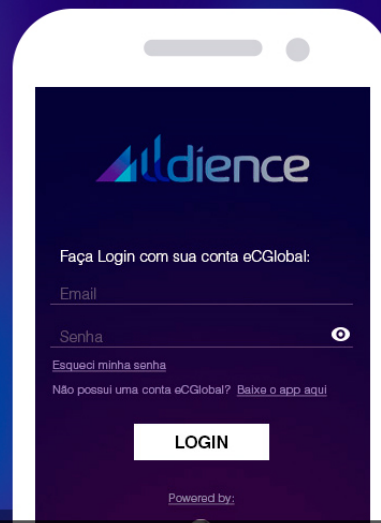 Alldience
Faça Login com sua conta eCGlobal:
Email
Senha
Esqueci minha senha
Não possui uma conta eCGlobal? Baixe o app aqui
LOGIN
Powered by: